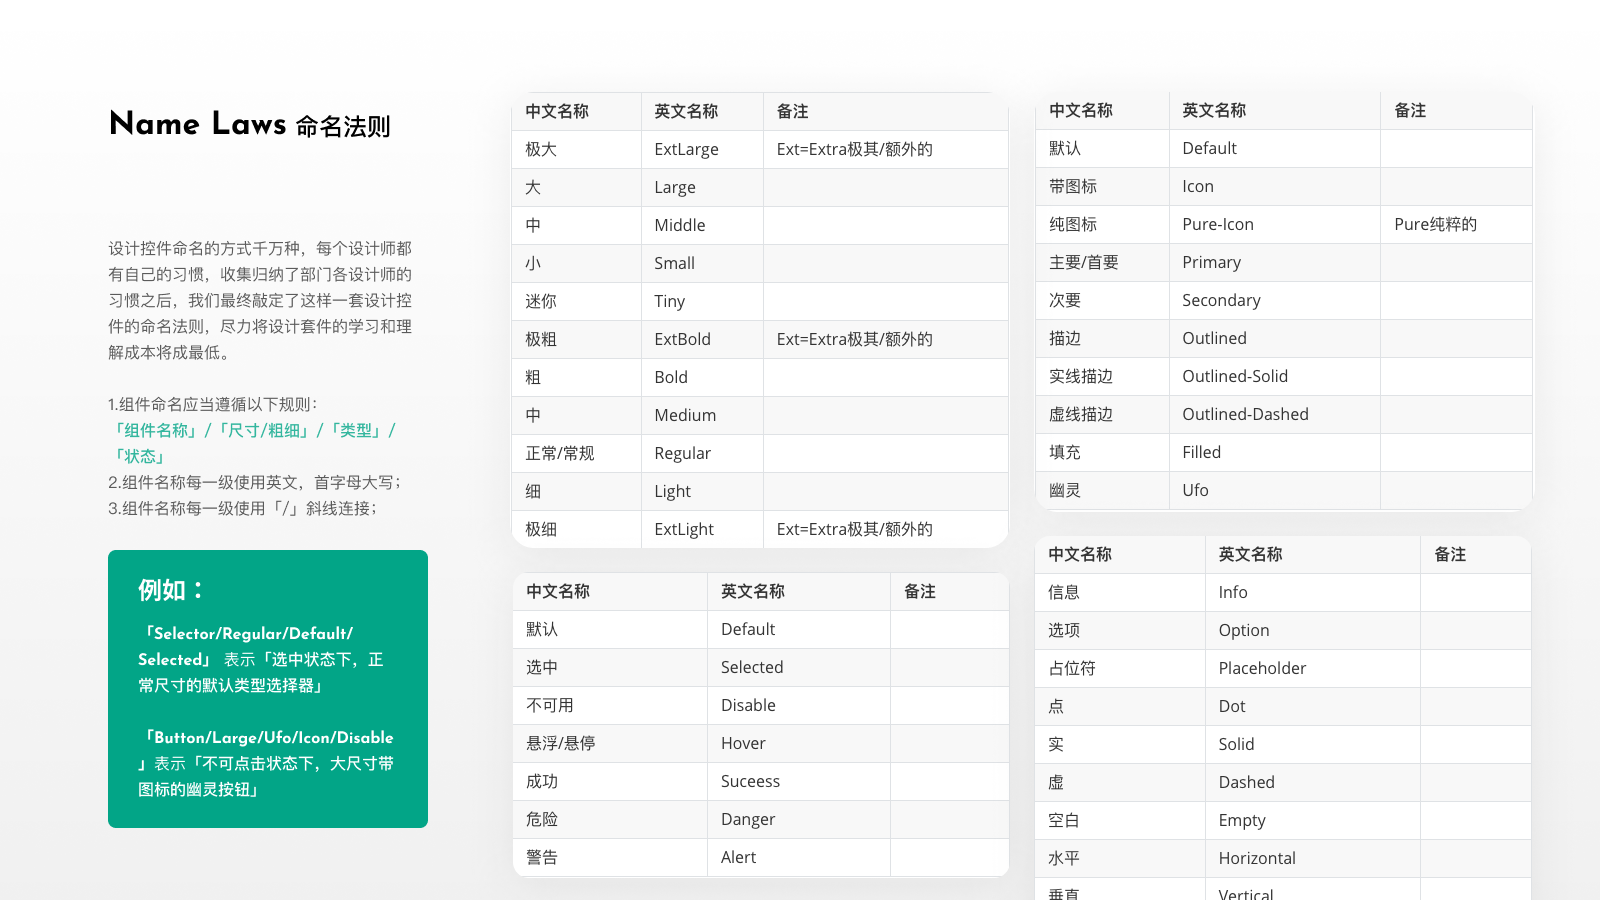 Name Laws 命名法则
设计控件命名的方式千万种，每个设计师都
有自己的习惯，收集归纳了部门各设计师的
习惯之后，我们最终敲定了这样一套设计控
件的命名法则，尽力将设计套件的学习和理
解成本将成最低。
1.组件命名应当遵循以下规则：
「组件名称」/「尺寸/粗细」/「类型」/
「状态」
2.组件名称每一级使用英文，首字母大写；
3.组件名称每一级使用「/」斜线连接；
例如：
「Selector/Regular/Default/
Selected」 表示「选中状态下，正
常尺寸的默认类型选择器」
「Button/Large/Ufo/Icon/Disable
」表示「不可点击状态下，大尺寸带
图标的幽灵按钮」
中文名称 英文名称 备注
极大 ExtLarge Ext=Extra极其/额外的
大 Large
中 Middle
小 Small
迷你 Tiny
极粗 ExtBold Ext=Extra极其/额外的
粗 Bold
中 Medium
正常/常规 Regular
细 Light
极细 ExtLight Ext=Extra极其/额外的
中文名称 英文名称 备注
默认 Default
选中 Selected
不可用 Disable
悬浮/悬停 Hover
成功 Suceess
危险 Danger
警告 Alert
中文名称 英文名称 备注
默认 Default
带图标 Icon
纯图标 Pure-Icon Pure纯粹的
主要/首要 Primary
次要 Secondary
描边 Outlined
实线描边 Outlined-Solid
虚线描边 Outlined-Dashed
填充 Filled
幽灵 Ufo
中文名称 英文名称 备注
信息 Info
选项 Option
占位符 Placeholder
点 Dot
实 Solid
虚 Dashed
空白 Empty
水平 Horizontal
垂直 Vertical